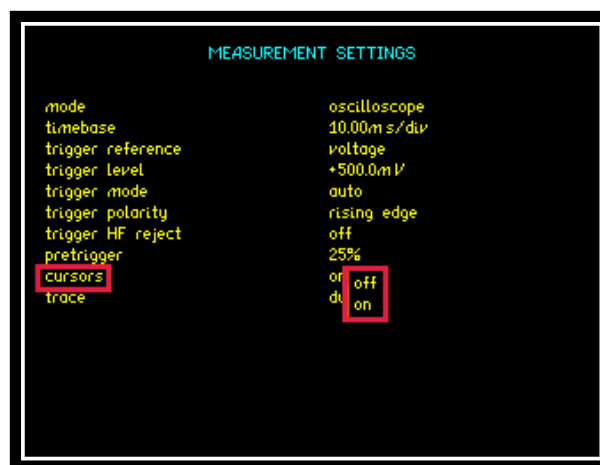 MEASUREMENT SETTINGS
mode oscilloscope
timebase 10.00ms/div
trigger reference voltage
trigger level +500.0mV
trigger mode auto
trigger polarity rising edge
trigger HF reject off
pretrigger 25%
cursors
off
trace
on